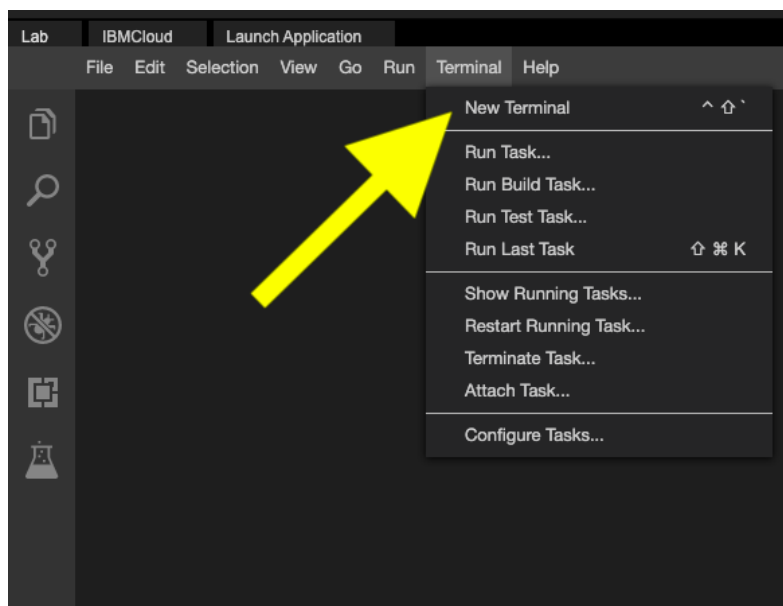 Lab IBMCloud Launch Application
File Edit Selection View Go Run Terminal Help
New Terminal ^ ⇧ `
Run Task...
Run Build Task...
Run Test Task...
Run Last Task ⇧ ⌘ K
Show Running Tasks...
Restart Running Task...
Terminate Task...
Attach Task...
Configure Tasks...